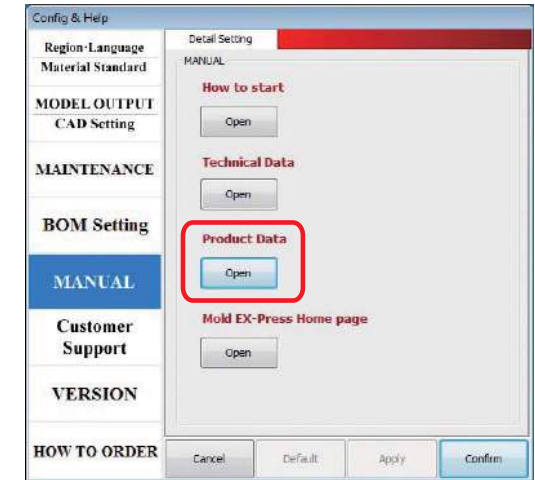 Config & Help
Region·Language
Material Standard
MODEL OUTPUT
CAD Setting
MAINTENANCE
BOM Setting
MANUAL
Customer
Support
VERSION
HOW TO ORDER
Detail Setting
MANUAL
How to start
Open
Technical Data
Open
Product Data
Open
Mold EX-Press Home page
Open
Cancel
Default
Apply
Confirm